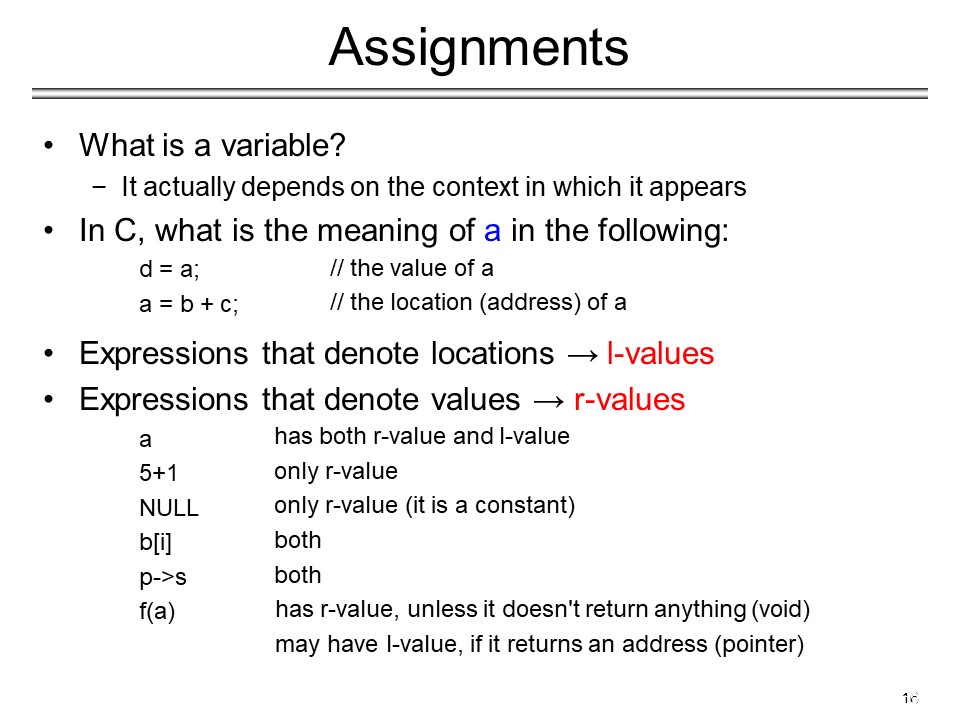 Assignments
• What is a variable?
– It actually depends on the context in which it appears
• In C, what is the meaning of a in the following:
d = a; // the value of a
a = b + c; // the location (address) of a
• Expressions that denote locations → l-values
• Expressions that denote values → r-values
a has both r-value and l-value
5+1 only r-value
NULL only r-value (it is a constant)
b[i] both
p->s both
f(a) has r-value, unless it doesn't return anything (void)
may have l-value, if it returns an address (pointer)